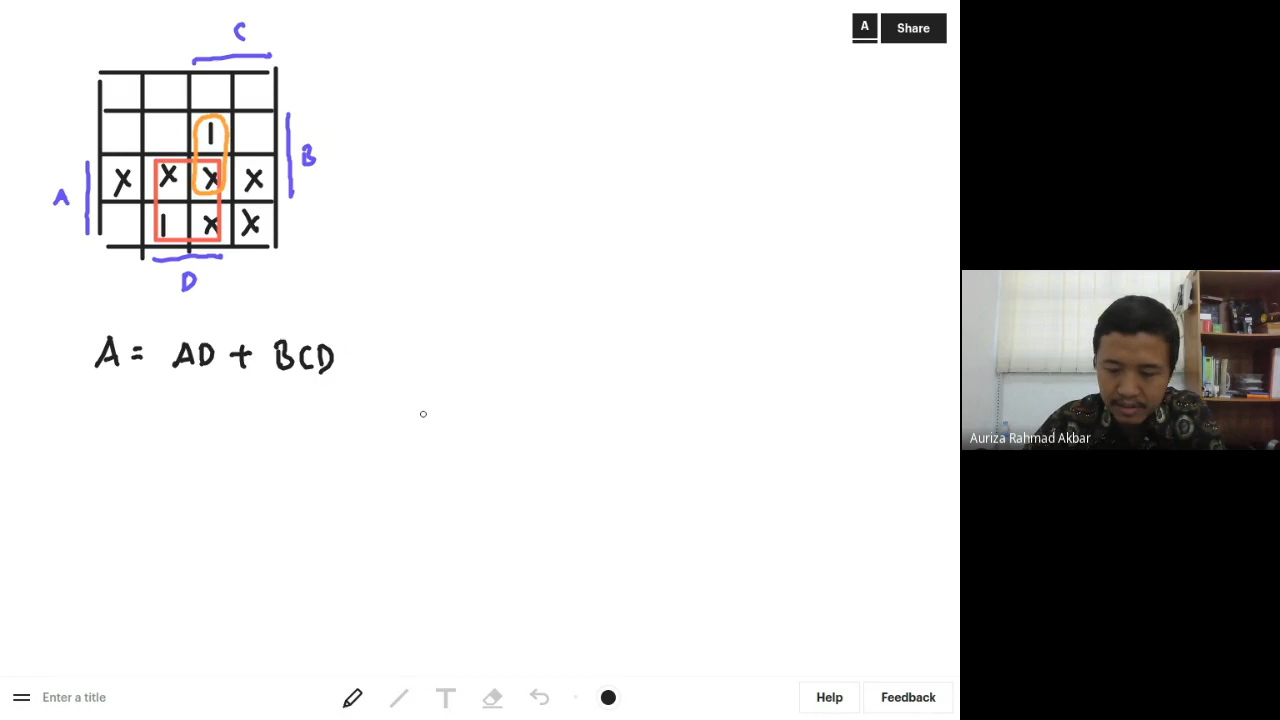 C
A Share
1
B
X X X X
A
1 X X
D
A = AD + BCD
Auriza Rahmad Akbar
Enter a title T Help Feedback